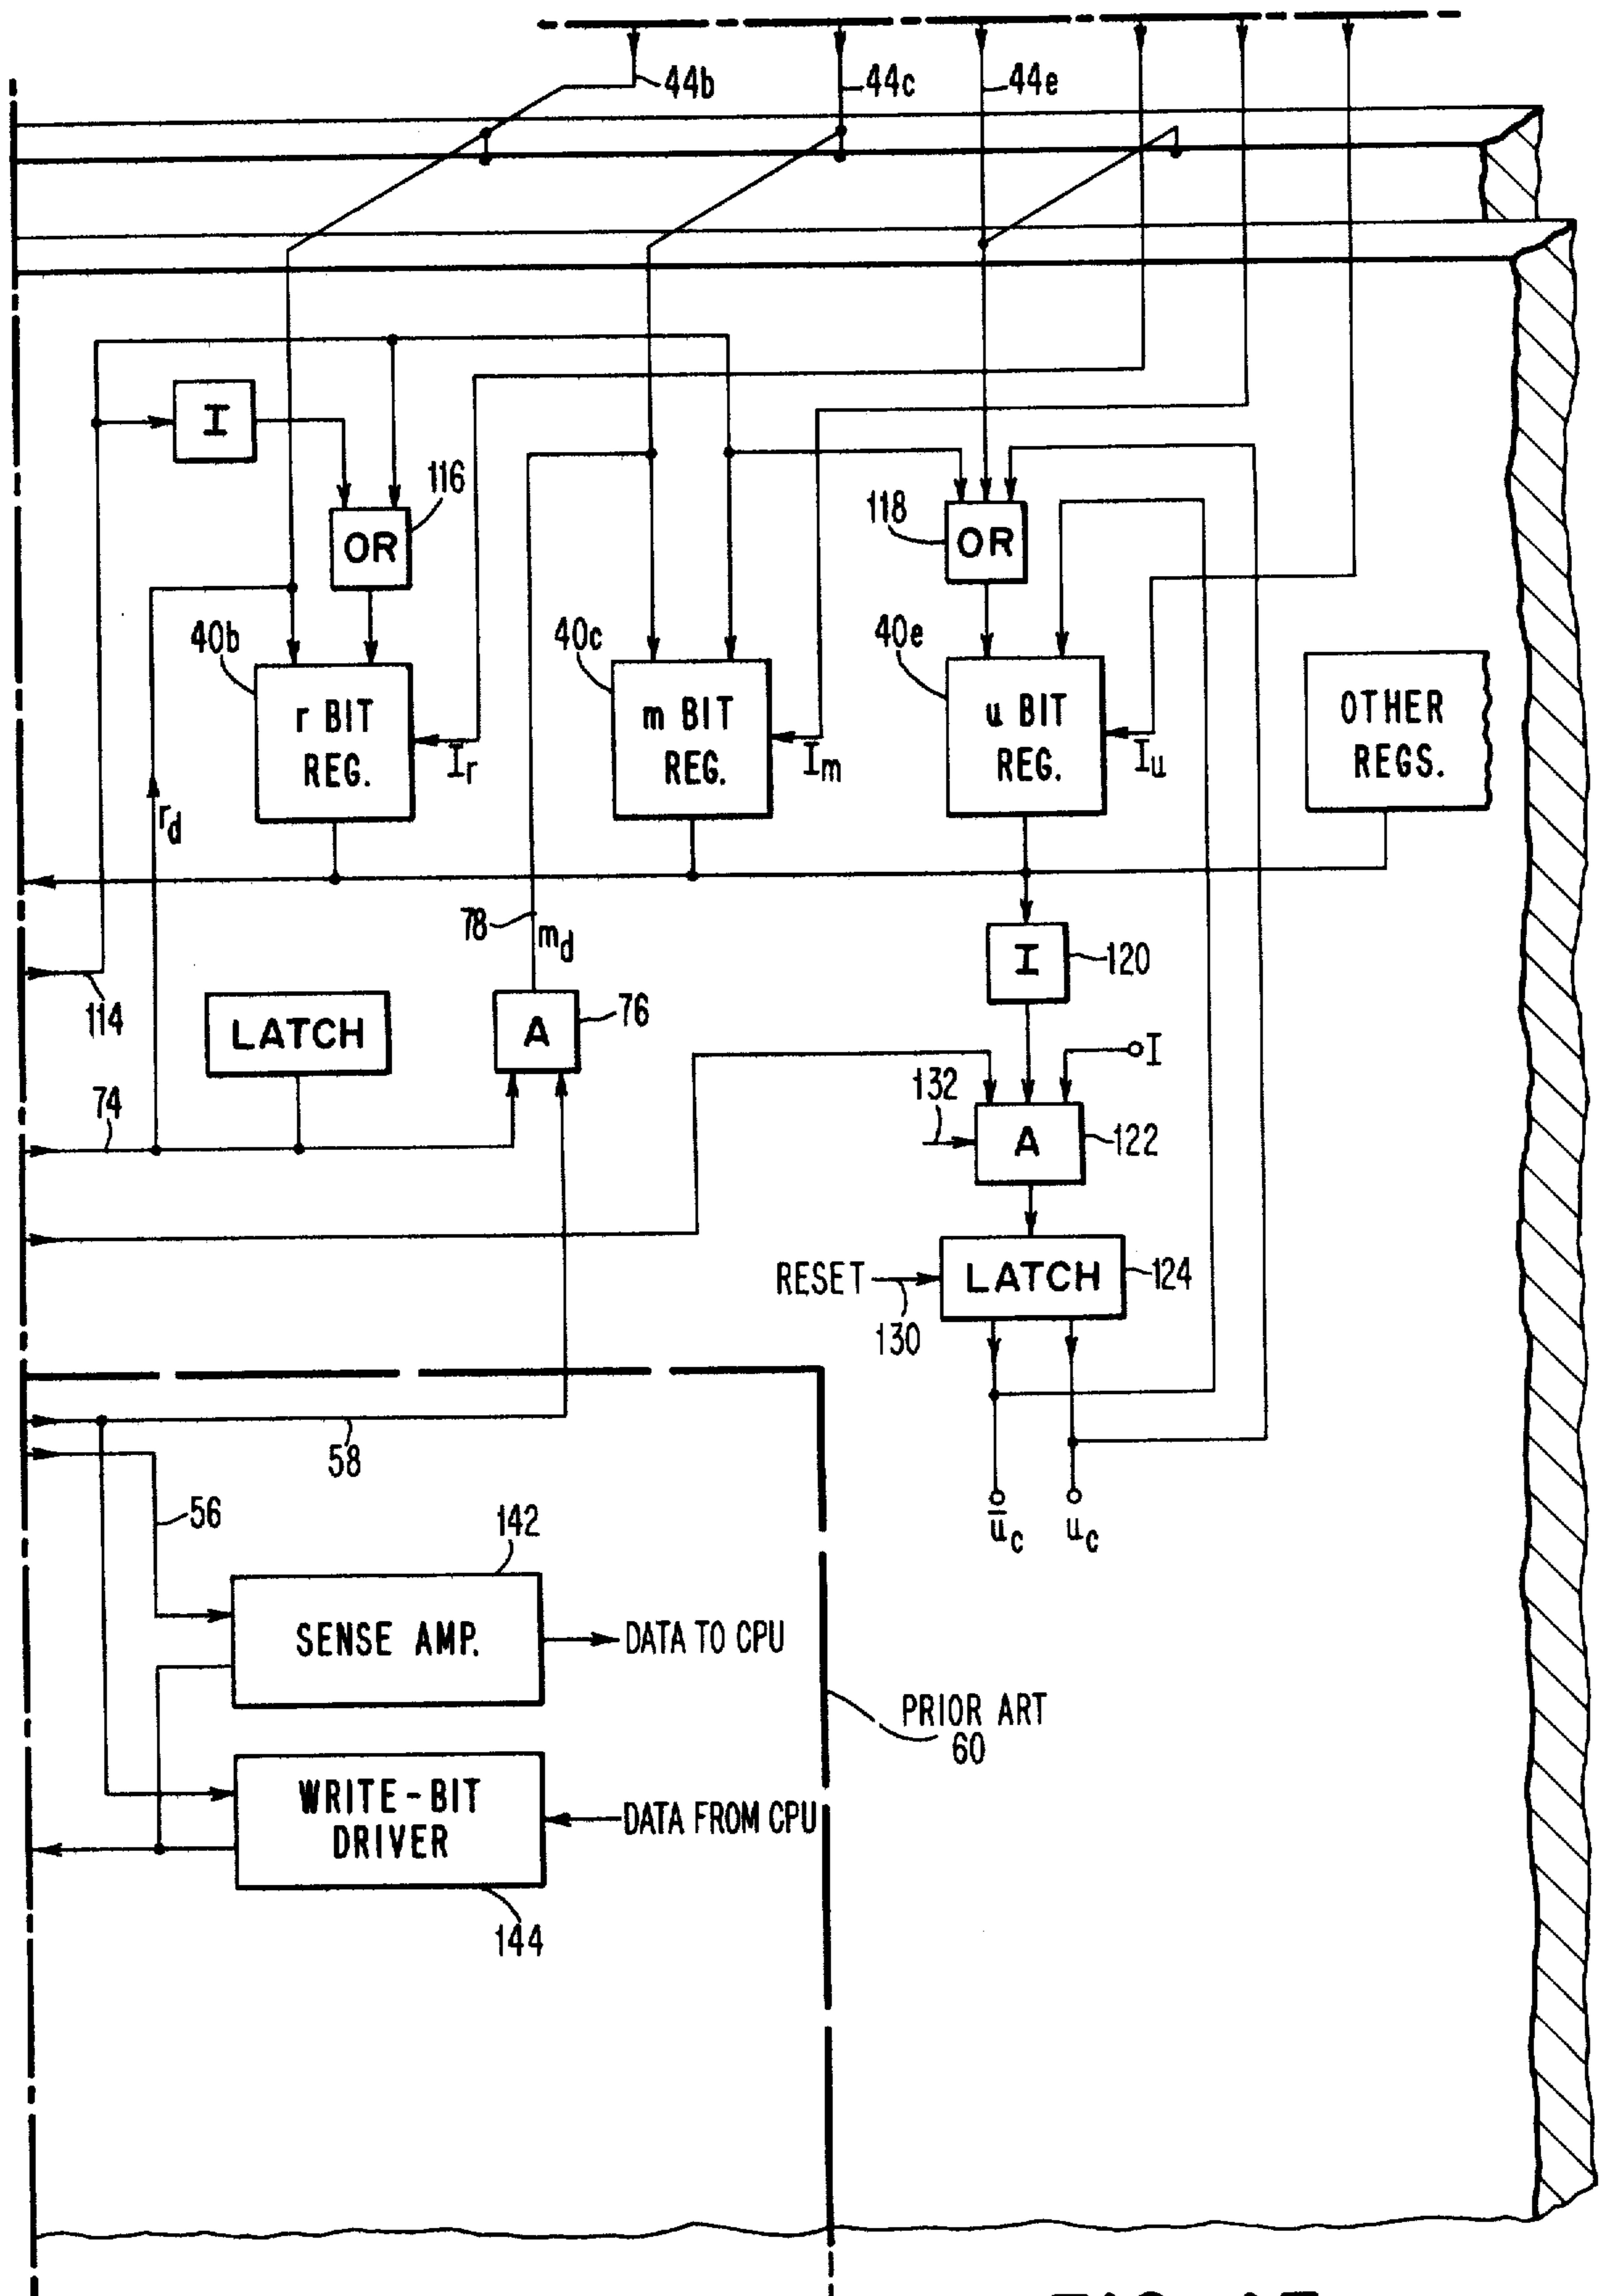 44b
44c
44e
I
116
OR
118
OR
40b
r BIT
REG.
Ir
40c
m BIT
REG.
Im
40e
u BIT
REG.
Iu
OTHER
REGS.
rd
78
md
I
120
114
LATCH
A
76
I
74
132
A
122
RESET
130
LATCH
124
58
56
142
ūc
uc
SENSE AMP.
DATA TO CPU
PRIOR ART
60
WRITE-BIT
DRIVER
DATA FROM CPU
144